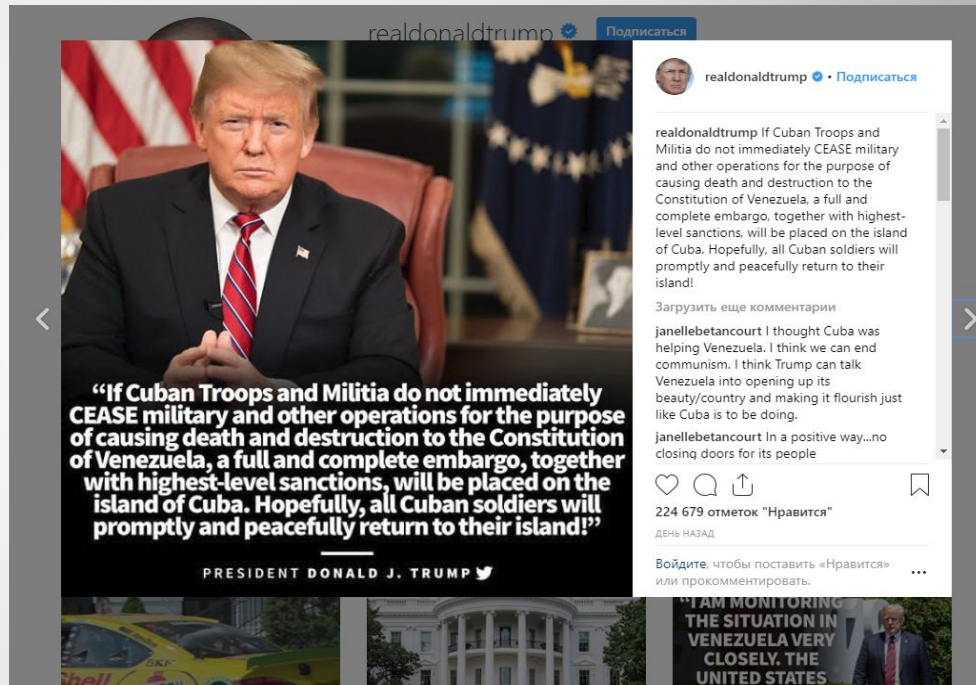 realdonaldtrump
Подписаться
realdonaldtrump • Подписаться
realdonaldtrump If Cuban Troops and
Militia do not immediately CEASE military
and other operations for the purpose of
causing death and destruction to the
Constitution of Venezuela, a full and
complete embargo, together with highest-
level sanctions, will be placed on the island
of Cuba. Hopefully, all Cuban soldiers will
promptly and peacefully return to their
island!
Загрузить еще комментарии
janellebetancourt I thought Cuba was
helping Venezuela. I think we can end
communism. I think Trump can talk
Venezuela into opening up its
beauty/country and making it flourish just
like Cuba is to be doing.
janellebetancourt In a positive way...no
closing doors for its people
224 679 отметок "Нравится"
ДЕНЬ НАЗАД
Войдите, чтобы поставить «Нравится»
или прокомментировать.
“If Cuban Troops and Militia do not immediately
CEASE military and other operations for the purpose
of causing death and destruction to the Constitution
of Venezuela, a full and complete embargo, together
with highest-level sanctions, will be placed on the
island of Cuba. Hopefully, all Cuban soldiers will
promptly and peacefully return to their island!”
PRESIDENT DONALD J. TRUMP
Shell
SKF
"I AM MONITORING
THE SITUATION IN
VENEZUELA VERY
CLOSELY. THE
UNITED STATES